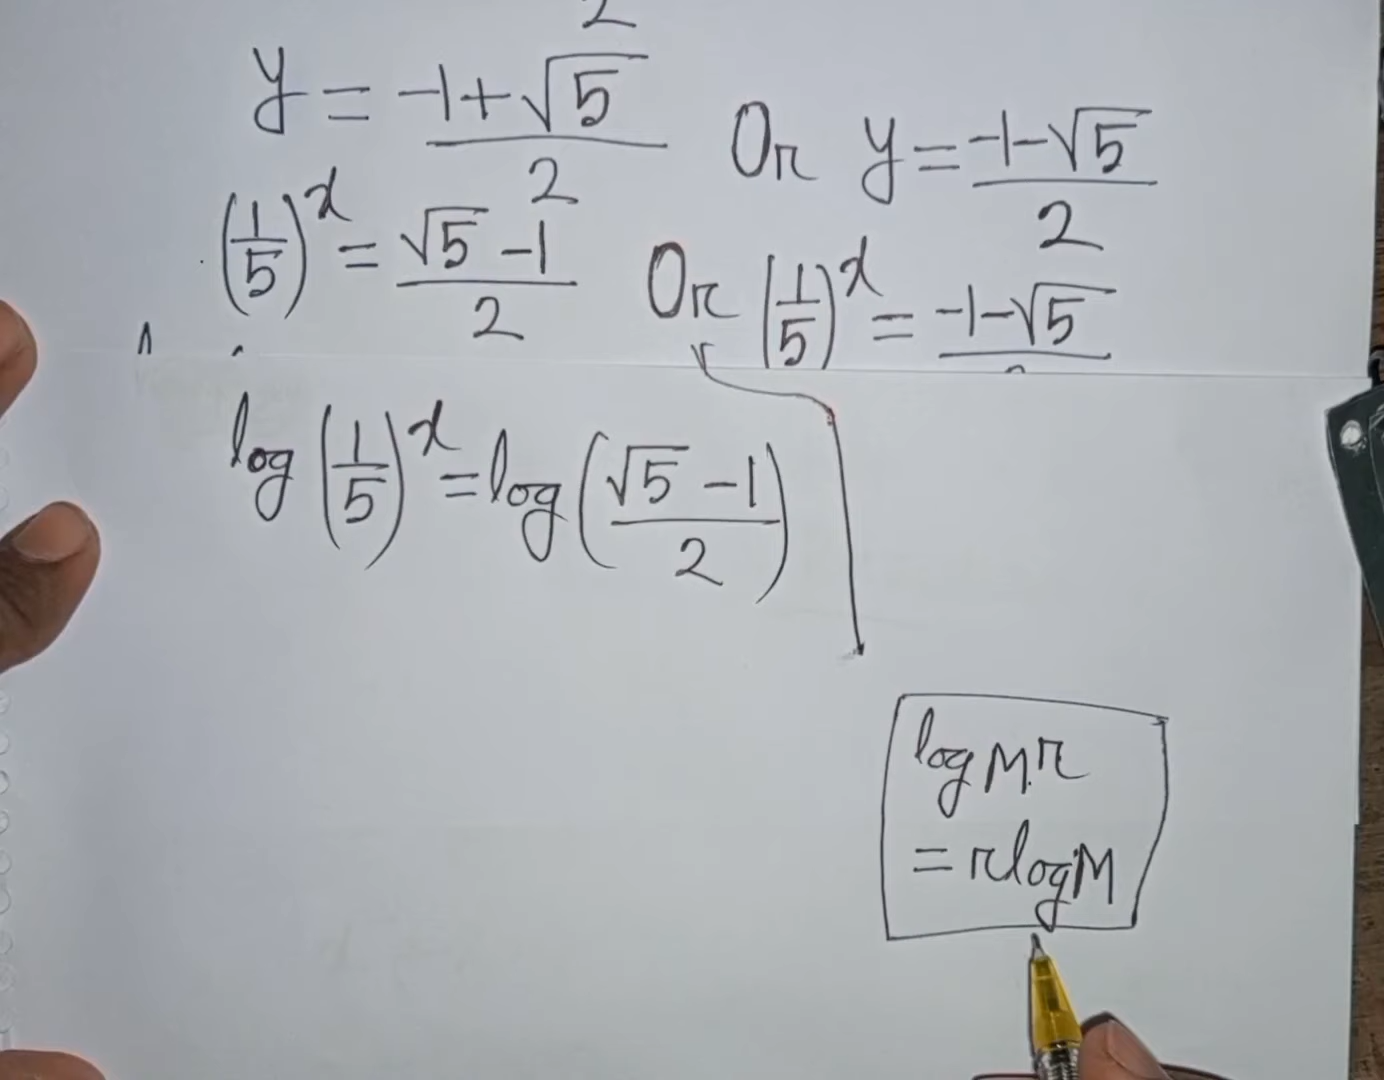 2
y = (-1+√5)/2 Or y = (-1-√5)/2
(1/5)^x = (√5 -1)/2 Or (1/5)^x = (-1-√5)/
log (1/5)^x = log ((√5 -1)/2)
log M^r
= r log M